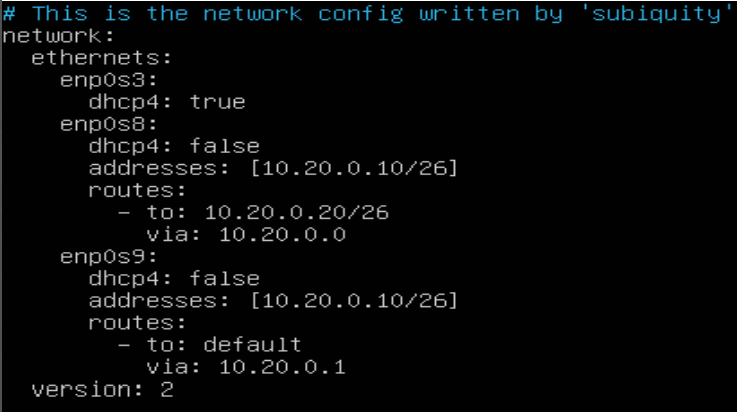 # This is the network config written by 'subiquity'
network:
  ethernets:
    enp0s3:
      dhcp4: true
    enp0s8:
      dhcp4: false
      addresses: [10.20.0.10/26]
      routes:
        - to: 10.20.0.20/26
          via: 10.20.0.0
    enp0s9:
      dhcp4: false
      addresses: [10.20.0.10/26]
      routes:
        - to: default
          via: 10.20.0.1
  version: 2